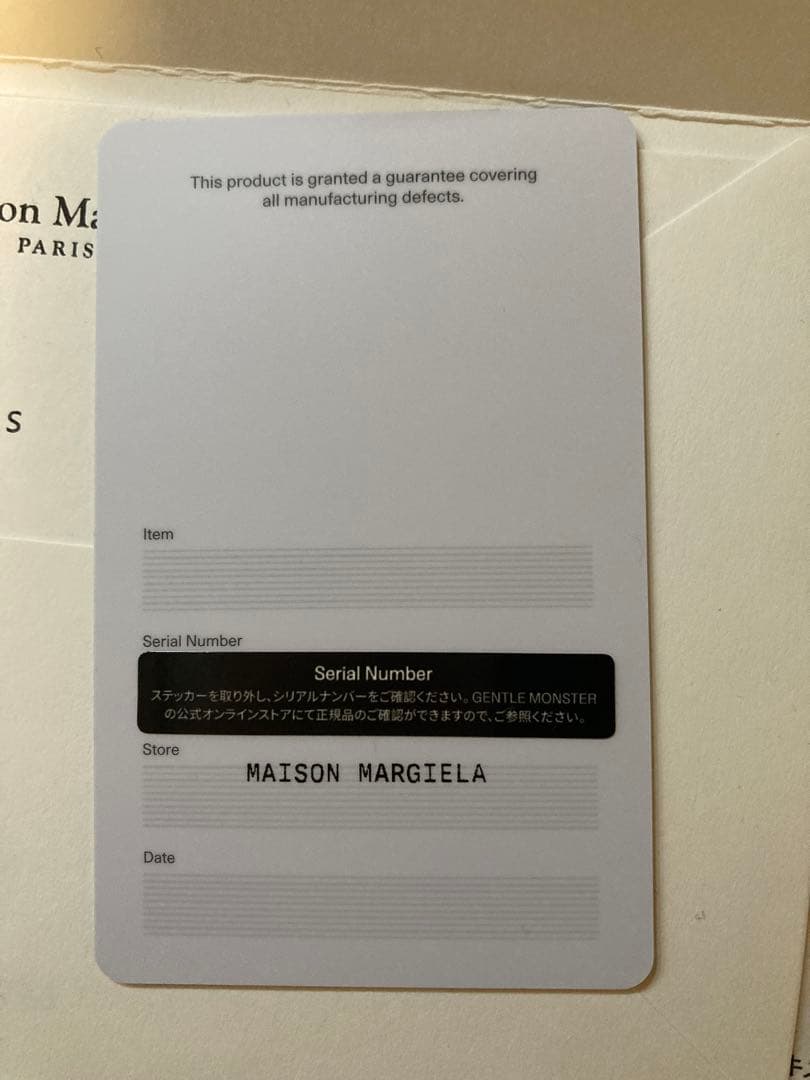 This product is granted a guarantee covering
all manufacturing defects.
on Ma
PARIS
S
Item
Serial Number
Serial Number
ステッカーを取り外し、シリアルナンバーをご確認ください。GENTLE MONSTER
の公式オンラインストアにて正規品のご確認ができますので、ご参照ください。
Store
MAISON MARGIELA
Date